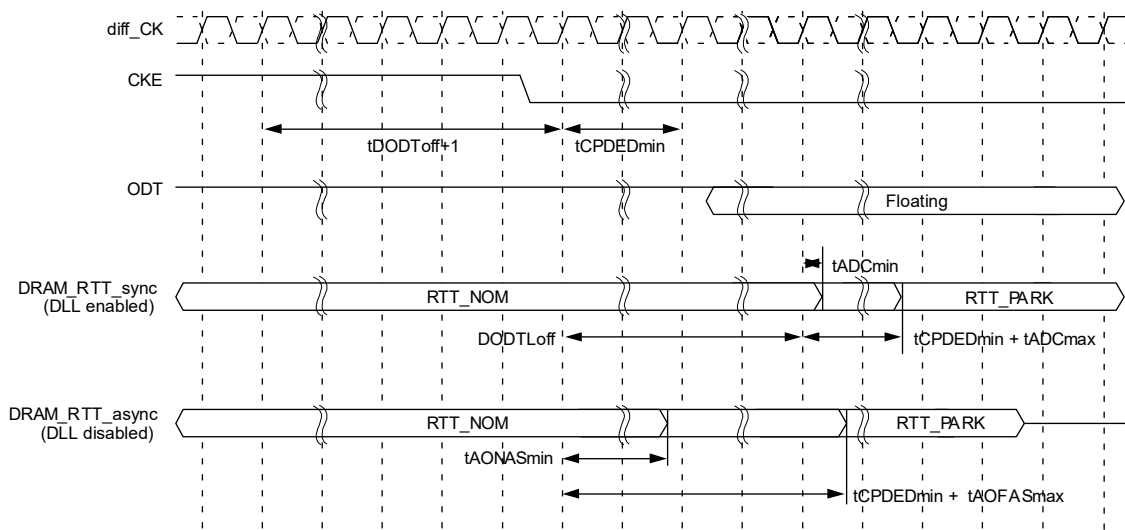 diff_CK
CKE
tDODToff+1
tCPDEDmin
ODT
Floating
tADCmin
DRAM_RTT_sync
(DLL enabled)
RTT_NOM
RTT_PARK
DODTLoff
tCPDEDmin + tADCmax
DRAM_RTT_async
(DLL disabled)
RTT_NOM
RTT_PARK
tAONASmin
tCPDEDmin + tAOFASmax